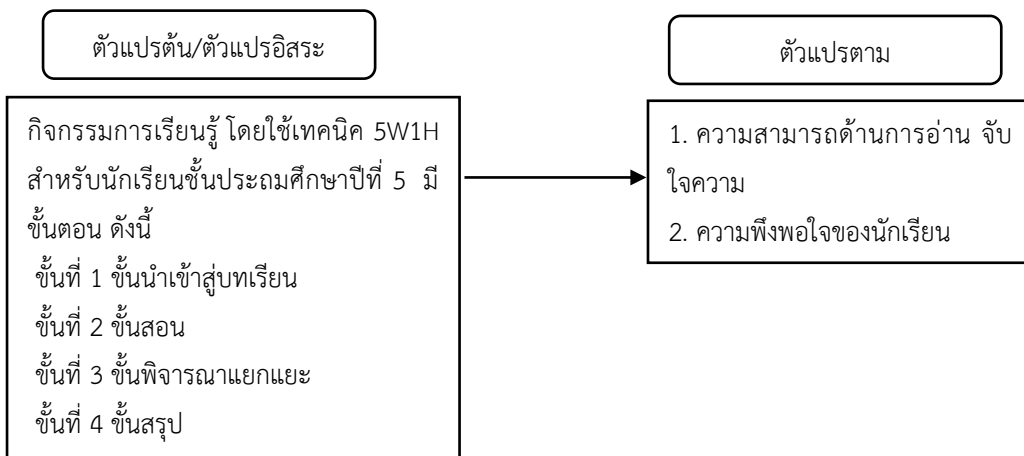 ตัวแปรต้น/ตัวแปรอิสระ
กิจกรรมการเรียนรู้ โดยใช้เทคนิค 5W1H
สำหรับนักเรียนชั้นประถมศึกษาปีที่ 5 มี
ขั้นตอน ดังนี้
ขั้นที่ 1 ขั้นนำเข้าสู่บทเรียน
ขั้นที่ 2 ขั้นสอน
ขั้นที่ 3 ขั้นพิจารณาแยกแยะ
ขั้นที่ 4 ขั้นสรุป
ตัวแปรตาม
1. ความสามารถด้านการอ่าน จับ
ใจความ
2. ความพึงพอใจของนักเรียน